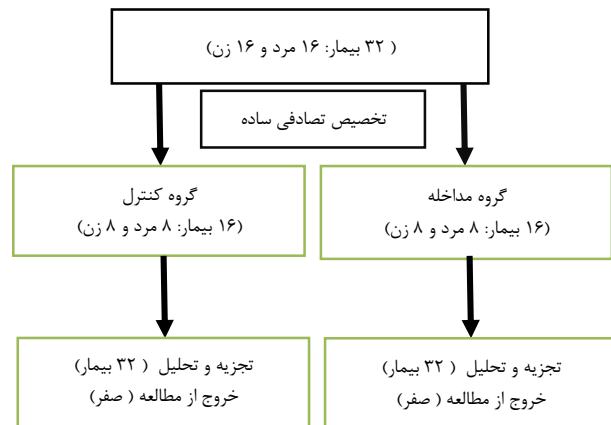 ( ۳۲ بیمار: ۱۶ مرد و ۱۶ زن)
تخصیص تصادفی ساده
گروه مداخله
(۱۶ بیمار: ۸ مرد و ۸ زن)
گروه کنترل
(۱۶ بیمار: ۸ مرد و ۸ زن)
تجزیه و تحلیل ( ۳۲ بیمار)
خروج از مطالعه ( صفر)
تجزیه و تحلیل ( ۳۲ بیمار)
خروج از مطالعه ( صفر)